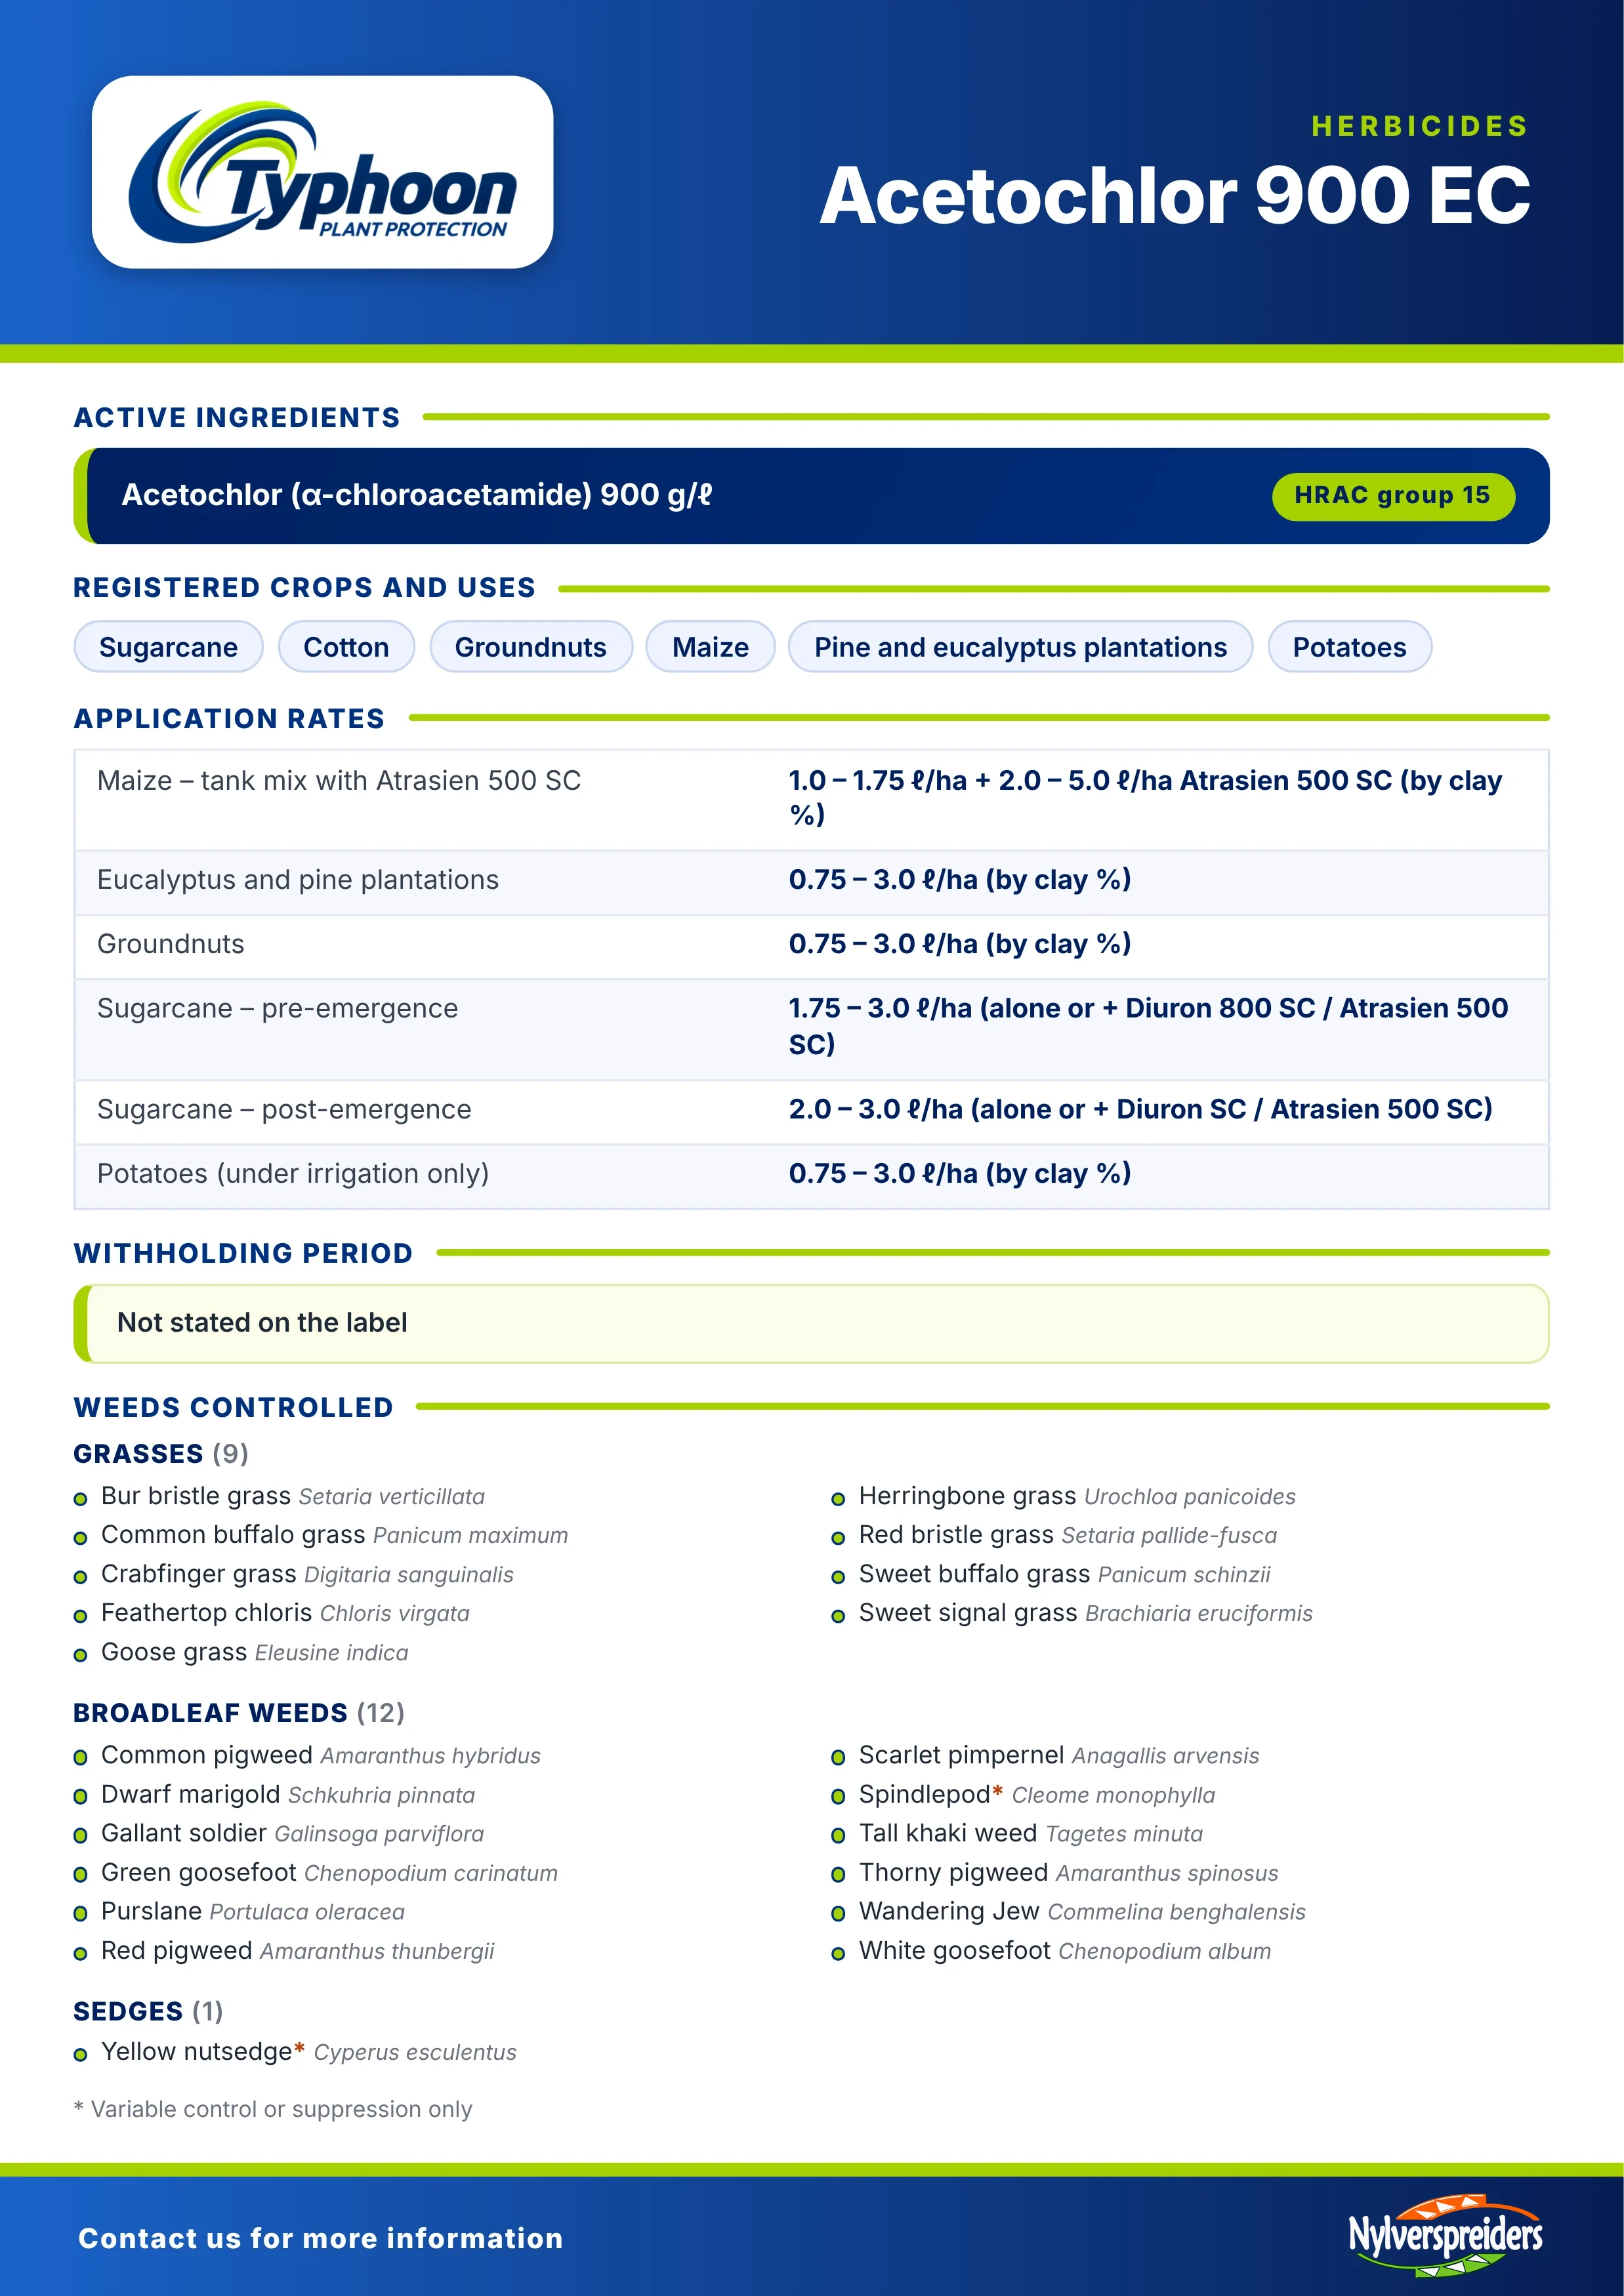 Typhoon
PLANT PROTECTION
HERBICIDES
Acetochlor 900 EC
ACTIVE INGREDIENTS
Acetochlor (α-chloroacetamide) 900 g/ℓ
HRAC group 15
REGISTERED CROPS AND USES
Sugarcane
Cotton
Groundnuts
Maize
Pine and eucalyptus plantations
Potatoes
APPLICATION RATES
Maize – tank mix with Atrasien 500 SC
1.0 – 1.75 ℓ/ha + 2.0 – 5.0 ℓ/ha Atrasien 500 SC (by clay
%)
Eucalyptus and pine plantations
0.75 – 3.0 ℓ/ha (by clay %)
Groundnuts
0.75 – 3.0 ℓ/ha (by clay %)
Sugarcane – pre-emergence
1.75 – 3.0 ℓ/ha (alone or + Diuron 800 SC / Atrasien 500
SC)
Sugarcane – post-emergence
2.0 – 3.0 ℓ/ha (alone or + Diuron SC / Atrasien 500 SC)
Potatoes (under irrigation only)
0.75 – 3.0 ℓ/ha (by clay %)
WITHHOLDING PERIOD
Not stated on the label
WEEDS CONTROLLED
GRASSES (9)
Bur bristle grass Setaria verticillata
Common buffalo grass Panicum maximum
Crabfinger grass Digitaria sanguinalis
Feathertop chloris Chloris virgata
Goose grass Eleusine indica
Herringbone grass Urochloa panicoides
Red bristle grass Setaria pallide-fusca
Sweet buffalo grass Panicum schinzii
Sweet signal grass Brachiaria eruciformis
BROADLEAF WEEDS (12)
Common pigweed Amaranthus hybridus
Dwarf marigold Schkuhria pinnata
Gallant soldier Galinsoga parviflora
Green goosefoot Chenopodium carinatum
Purslane Portulaca oleracea
Red pigweed Amaranthus thunbergii
Scarlet pimpernel Anagallis arvensis
Spindlepod* Cleome monophylla
Tall khaki weed Tagetes minuta
Thorny pigweed Amaranthus spinosus
Wandering Jew Commelina benghalensis
White goosefoot Chenopodium album
SEDGES (1)
Yellow nutsedge* Cyperus esculentus
* Variable control or suppression only
Contact us for more information
Nylverspreiders